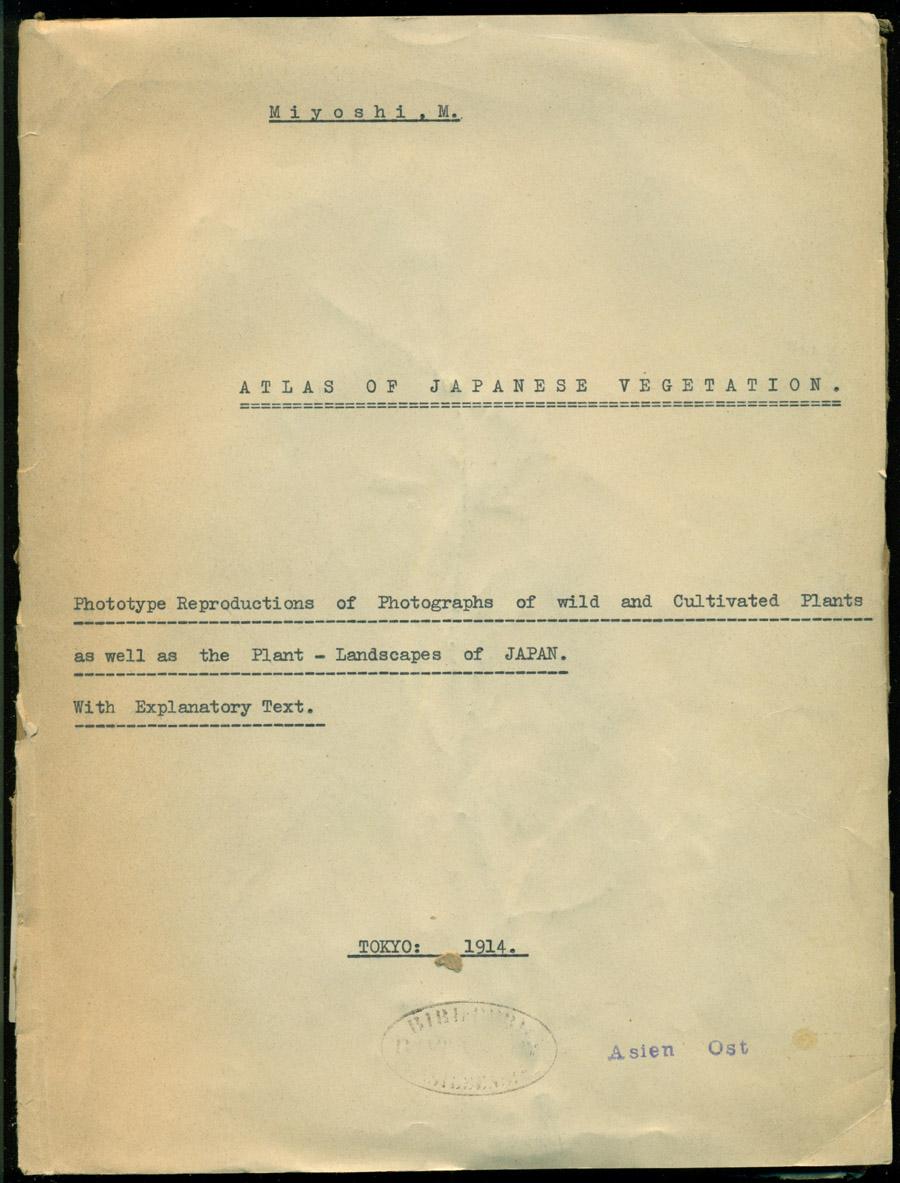 Miyoshi, M.
ATLAS OF JAPANESE VEGETATION.
Phototype Reproductions of Photographs of wild and Cultivated Plants
as well as the Plant - Landscapes of JAPAN.
With Explanatory Text.
TOKYO: 1914.
Asien Ost